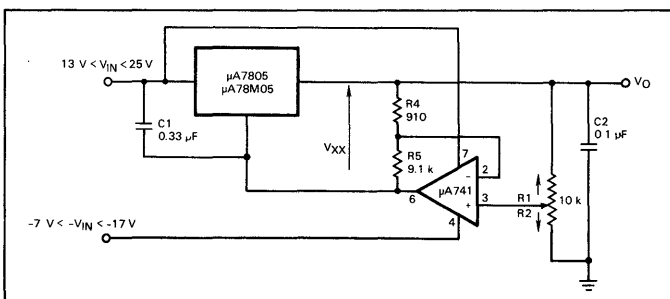 13 V < VIN < 25 V
µA7805
µA78M05
VO
C1
0.33 µF
VXX
R4
910
R5
9.1 k
7
2
−
µA741
6
+
3
4
R1
R2
10 k
C2
0 1 µF
-7 V < -VIN < -17 V